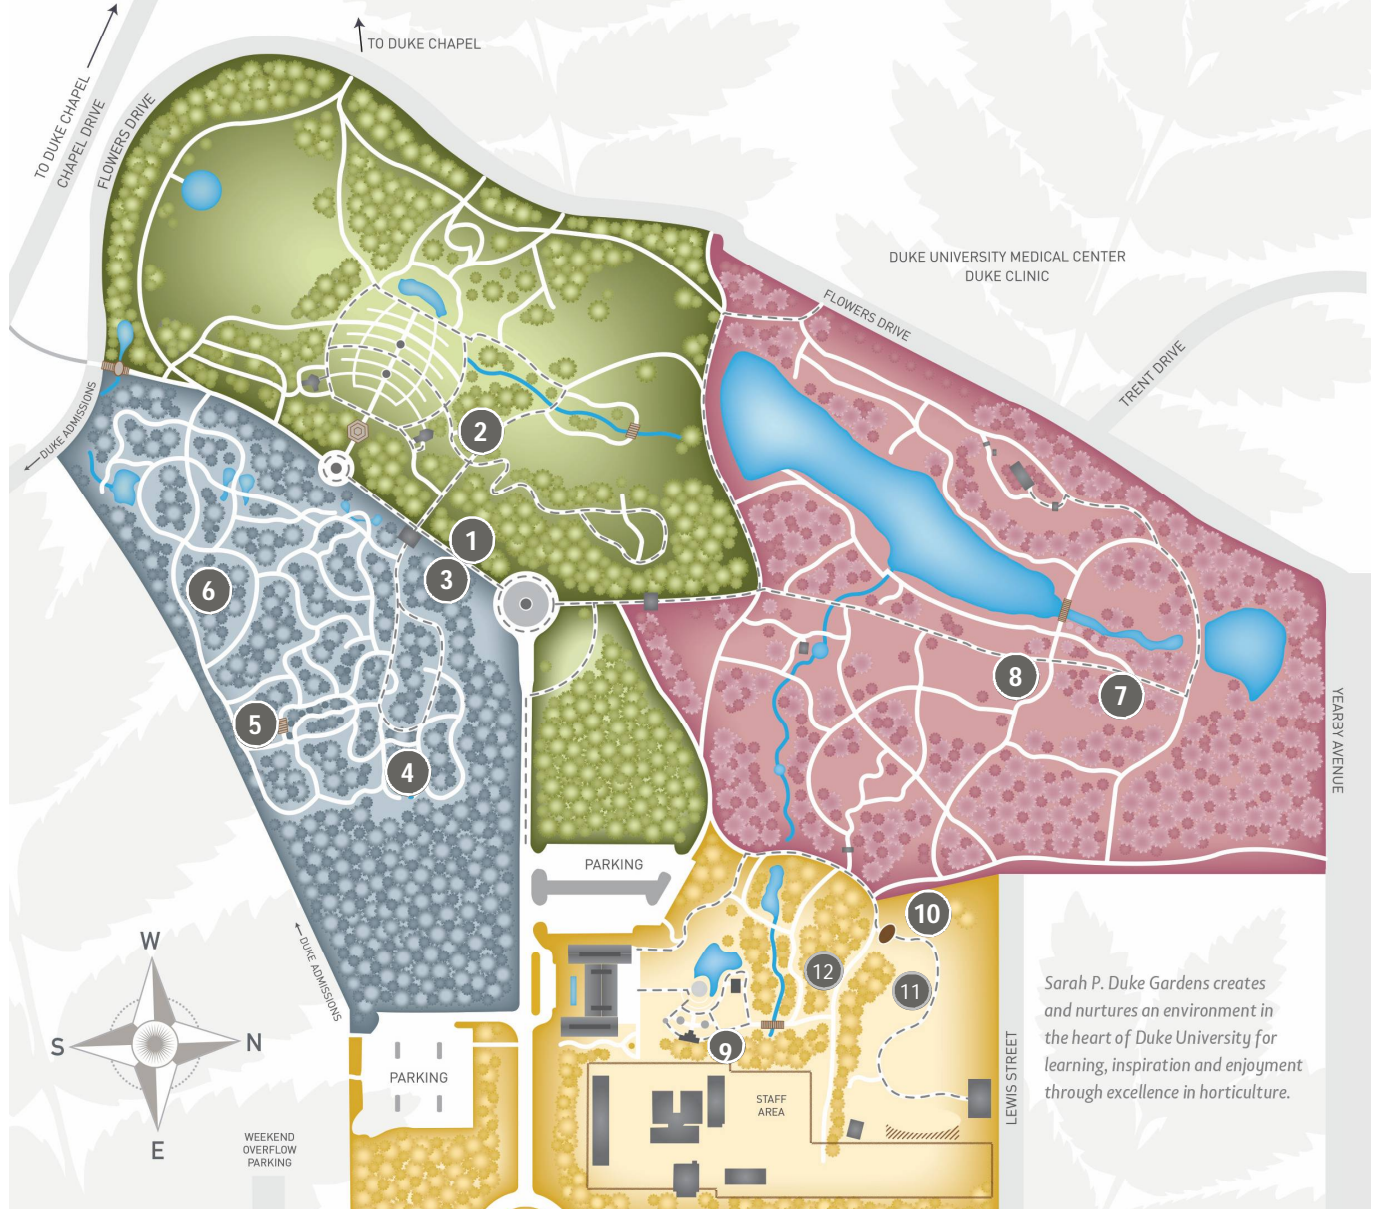 TO DUKE CHAPEL
TO DUKE CHAPEL
CHAPEL DRIVE
FLOWERS DRIVE
DUKE UNIVERSITY MEDICAL CENTER
DUKE CLINIC
FLOWERS DRIVE
TRENT DRIVE
DUKE ADMISSIONS
2
1
3
6
8
7
5
4
YEARBY AVENUE
PARKING
10
12
11
9
DUKE ADMISSIONS
W
S
N
E
PARKING
STAFF
AREA
LEWIS STREET
WEEKEND
OVERFLOW
PARKING
Sarah P. Duke Gardens creates
and nurtures an environment in
the heart of Duke University for
learning, inspiration and enjoyment
through excellence in horticulture.